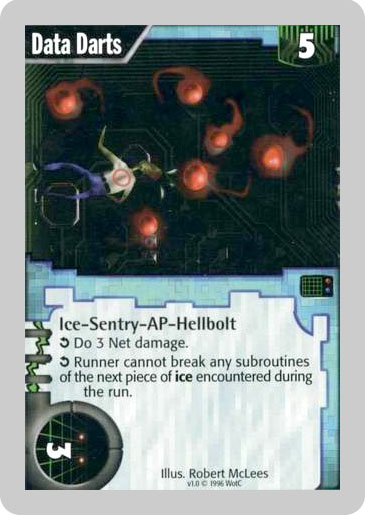 Data Darts
5
Ice-Sentry-AP-Hellbolt
Do 3 Net damage.
Runner cannot break any subroutines
of the next piece of ice encountered during
the run.
3
Illus. Robert McLees
v1.0 © 1996 WotC